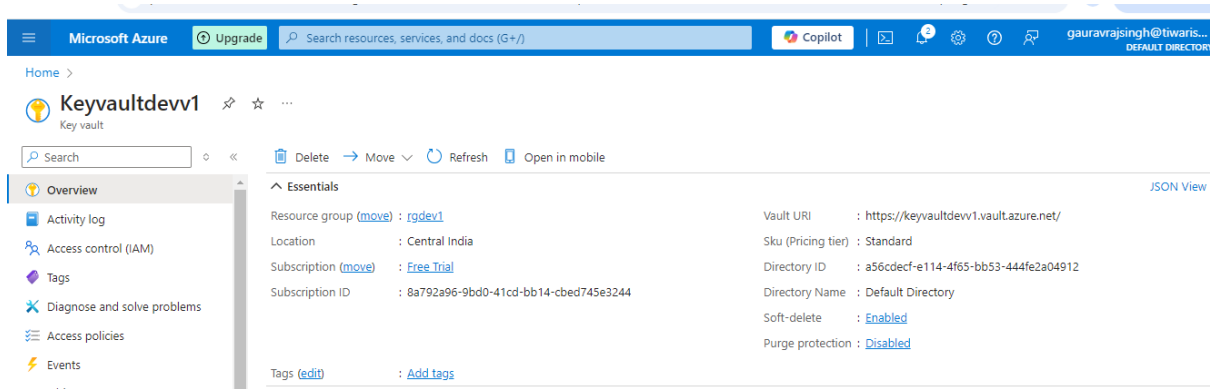 Microsoft Azure
Upgrade
Search resources, services, and docs (G+/)
Copilot
2
gauravrajsingh@tiwaris...
DEFAULT DIRECTORY
Home >
Keyvaultdevv1
Key vault
Search
Delete
Move
Refresh
Open in mobile
Overview
Activity log
Access control (IAM)
Tags
Diagnose and solve problems
Access policies
Events
Essentials
JSON View
Resource group (move) : rgdev1
Location : Central India
Subscription (move) : Free Trial
Subscription ID : 8a792a96-9bd0-41cd-bb14-cbed745e3244
Vault URI : https://keyvaultdevv1.vault.azure.net/
Sku (Pricing tier) : Standard
Directory ID : a56cdecf-e114-4f65-bb53-444fe2a04912
Directory Name : Default Directory
Soft-delete : Enabled
Purge protection : Disabled
Tags (edit) : Add tags